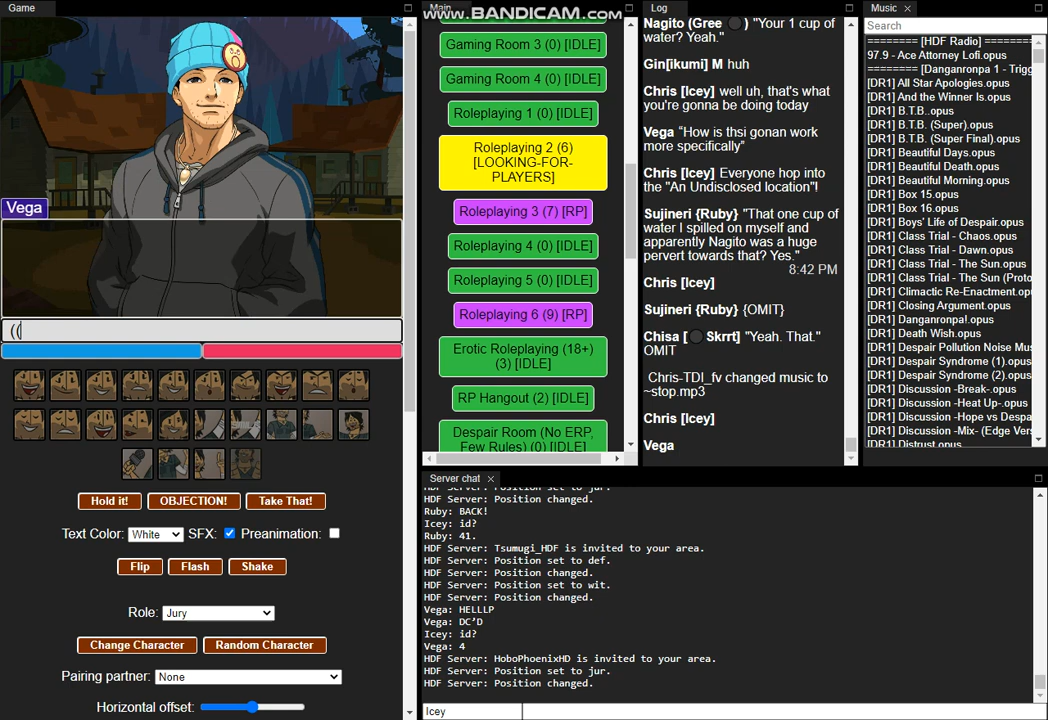 Game
Vega
((
Hold it!
OBJECTION!
Take That!
Text Color: White SFX: Preanimation:
Flip
Flash
Shake
Role: Jury
Change Character
Random Character
Pairing partner: None
Horizontal offset:
Main
www.BANDICAM.com
Gaming Room 3 (0) [IDLE]
Gaming Room 4 (0) [IDLE]
Roleplaying 1 (0) [IDLE]
Roleplaying 2 (6)
[LOOKING-FOR-
PLAYERS]
Roleplaying 3 (7) [RP]
Roleplaying 4 (0) [IDLE]
Roleplaying 5 (0) [IDLE]
Roleplaying 6 (9) [RP]
Erotic Roleplaying (18+)
(3) [IDLE]
RP Hangout (2) [IDLE]
Despair Room (No ERP,
Few Rules) (0) [IDLE]
Log
Nagito (Gree ) "Your 1 cup of
water? Yeah."
Gin[ikumi] M huh
Chris [Icey] well uh, that's what
you're gonna be doing today
Vega “How is thsi gonan work
more specifically”
Chris [Icey] Everyone hop into
the "An Undisclosed location"!
Sujineri {Ruby} "That one cup of
water I spilled on myself and
apparently Nagito was a huge
pervert towards that? Yes."
8:42 PM
Chris [Icey]
Sujineri {Ruby} {OMIT}
Chisa [ Skrrt] "Yeah. That."
OMIT
Chris-TDI_fv changed music to
~stop.mp3
Chris [Icey]
Vega
Music
Search
======== [HDF Radio] ========
97.9 - Ace Attorney Lofi.opus
======== [Danganronpa 1 - Trigg
[DR1] All Star Apologies.opus
[DR1] And the Winner Is.opus
[DR1] B.T.B..opus
[DR1] B.T.B. (Super).opus
[DR1] B.T.B. (Super Final).opus
[DR1] Beautiful Days.opus
[DR1] Beautiful Death.opus
[DR1] Beautiful Morning.opus
[DR1] Box 15.opus
[DR1] Box 16.opus
[DR1] Boys' Life of Despair.opus
[DR1] Class Trial - Chaos.opus
[DR1] Class Trial - Dawn.opus
[DR1] Class Trial - The Sun.opus
[DR1] Class Trial - The Sun (Proto
[DR1] Climactic Re-Enactment.opu
[DR1] Closing Argument.opus
[DR1] Danganronpa!.opus
[DR1] Death Wish.opus
[DR1] Despair Pollution Noise Mus
[DR1] Despair Syndrome (1).opus
[DR1] Despair Syndrome (2).opus
[DR1] Discussion -Break-.opus
[DR1] Discussion -Heat Up-.opus
[DR1] Discussion -Hope vs Despa
[DR1] Discussion -Mix- (Edge Vers
[DR1] Distrust.opus
Server chat
HDF Server: Position set to jur.
HDF Server: Position changed.
Ruby: BACK!
Icey: id?
Ruby: 41.
HDF Server: Tsumugi_HDF is invited to your area.
HDF Server: Position set to def.
HDF Server: Position changed.
HDF Server: Position set to wit.
HDF Server: Position changed.
Vega: HELLLP
Vega: DC’D
Icey: id?
Vega: 4
HDF Server: HoboPhoenixHD is invited to your area.
HDF Server: Position set to jur.
HDF Server: Position changed.
Icey